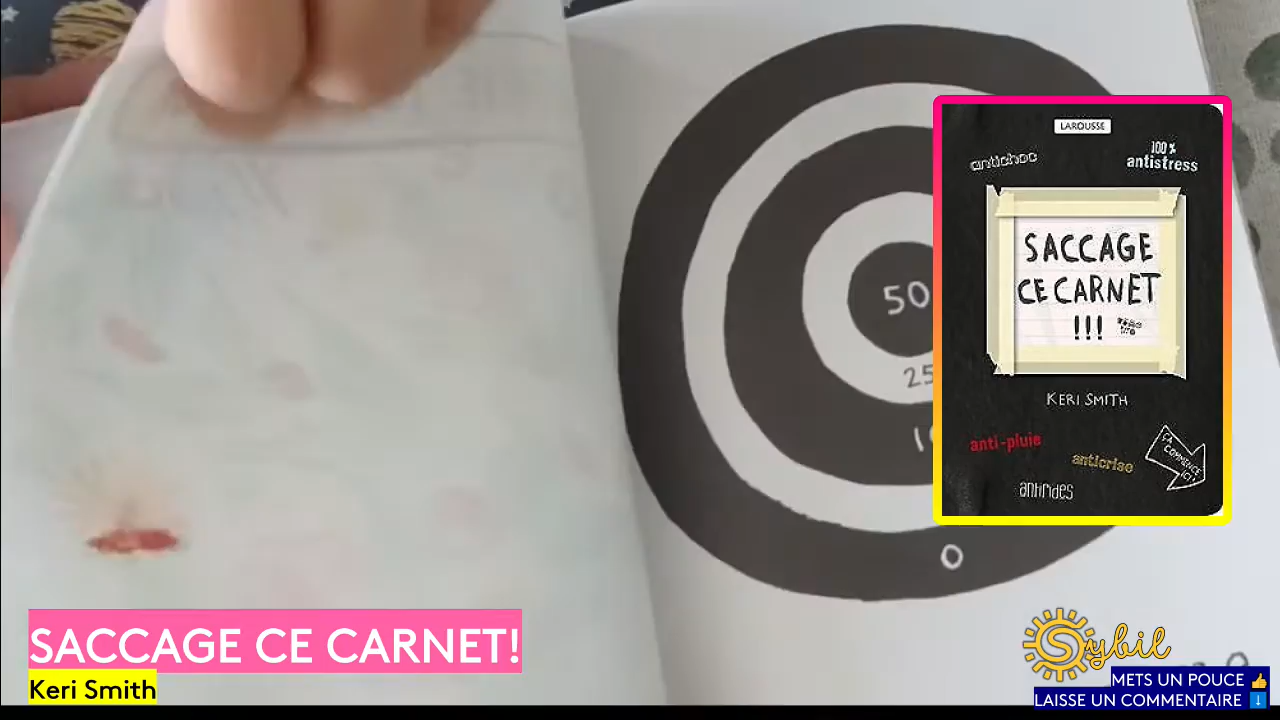 50
25
0
LAROUSSE
antichoc
100 %
antistress
SACCAGE
CE CARNET
!!!
KERI SMITH
anti-pluie
anticrise
antirides
ÇA
COMMENCE
ICI!
SACCAGE CE CARNET!
Keri Smith
Sybil
METS UN POUCE 👍
LAISSE UN COMMENTAIRE ⬇️